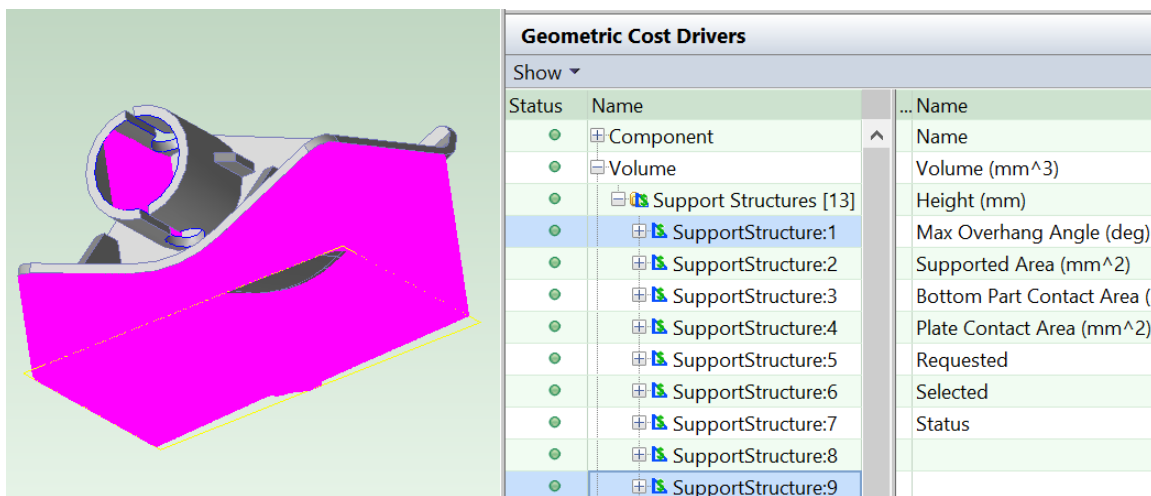 Geometric Cost Drivers
Show
Status Name ... Name
Component Name
Volume Volume (mm^3)
Support Structures [13] Height (mm)
SupportStructure:1 Max Overhang Angle (deg)
SupportStructure:2 Supported Area (mm^2)
SupportStructure:3 Bottom Part Contact Area (
SupportStructure:4 Plate Contact Area (mm^2)
SupportStructure:5 Requested
SupportStructure:6 Selected
SupportStructure:7 Status
SupportStructure:8
SupportStructure:9